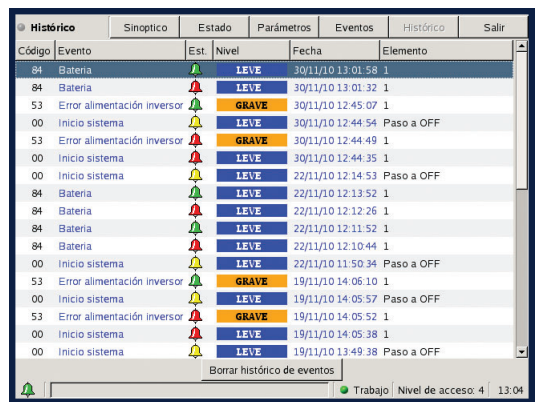 Histórico Sinoptico Estado Parámetros Eventos Histórico Salir
Código Evento Est. Nivel Fecha Elemento
84 Bateria LEVE 30/11/10 13:01:58 1
84 Bateria LEVE 30/11/10 13:01:32 1
53 Error alimentación inversor GRAVE 30/11/10 12:45:07 1
00 Inicio sistema LEVE 30/11/10 12:44:54 Paso a OFF
53 Error alimentación inversor GRAVE 30/11/10 12:44:49 1
00 Inicio sistema LEVE 30/11/10 12:44:35 1
00 Inicio sistema LEVE 22/11/10 12:14:53 Paso a OFF
84 Bateria LEVE 22/11/10 12:13:52 1
84 Bateria LEVE 22/11/10 12:12:26 1
84 Bateria LEVE 22/11/10 12:11:52 1
84 Bateria LEVE 22/11/10 12:10:44 1
00 Inicio sistema LEVE 22/11/10 11:50:34 Paso a OFF
53 Error alimentación inversor GRAVE 19/11/10 14:06:10 1
00 Inicio sistema LEVE 19/11/10 14:05:57 Paso a OFF
53 Error alimentación inversor GRAVE 19/11/10 14:05:52 1
00 Inicio sistema LEVE 19/11/10 14:05:38 1
00 Inicio sistema LEVE 19/11/10 13:49:38 Paso a OFF
Borrar histórico de eventos
Trabajo Nivel de acceso: 4 13:04